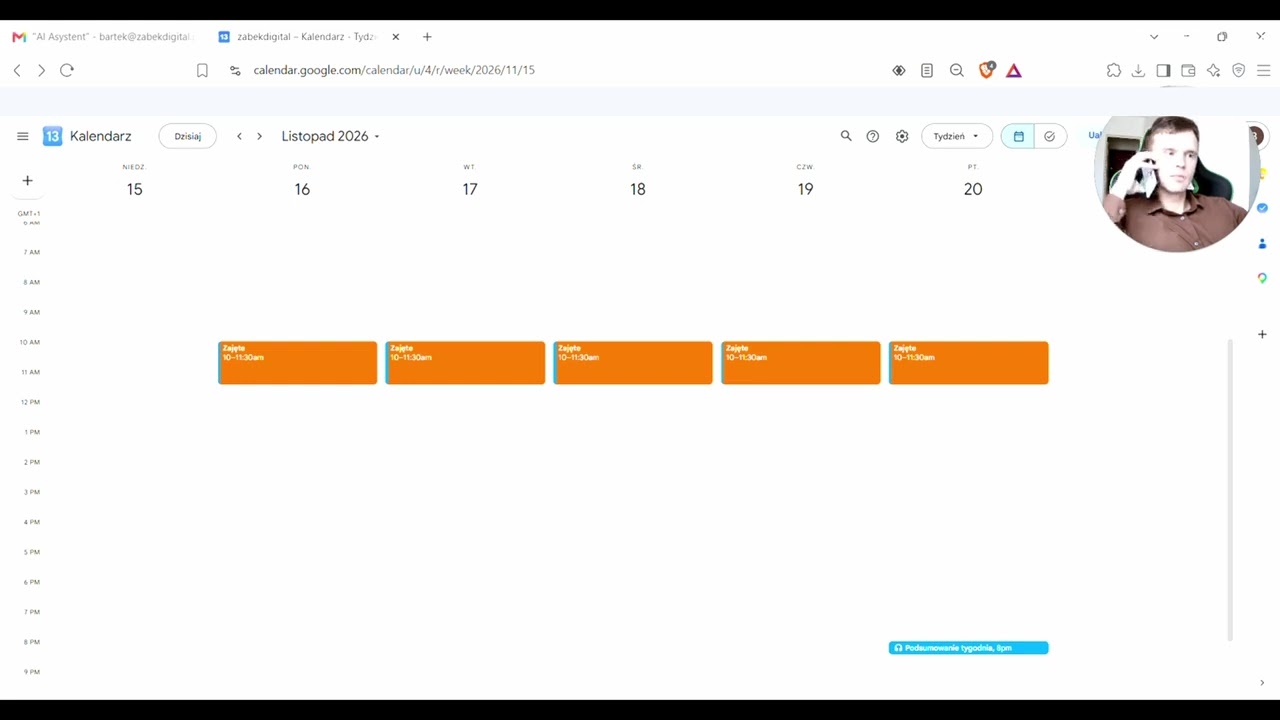 "AI Asystent" - bartek@zabekdigital.
zabekdigital – Kalendarz - Tydz
calendar.google.com/calendar/u/4/r/week/2026/11/15
13 Kalendarz Dzisiaj Listopad 2026 Tydzień
NIEDZ. PON. WT. ŚR. CZW. PT.
15 16 17 18 19 20
GMT+1
6 AM
7 AM
8 AM
9 AM
10 AM
Zajęte Zajęte Zajęte Zajęte Zajęte
10–11:30am 10–11:30am 10–11:30am 10–11:30am 10–11:30am
11 AM
12 PM
1 PM
2 PM
3 PM
4 PM
5 PM
6 PM
7 PM
8 PM
Podsumowanie tygodnia, 8pm
9 PM